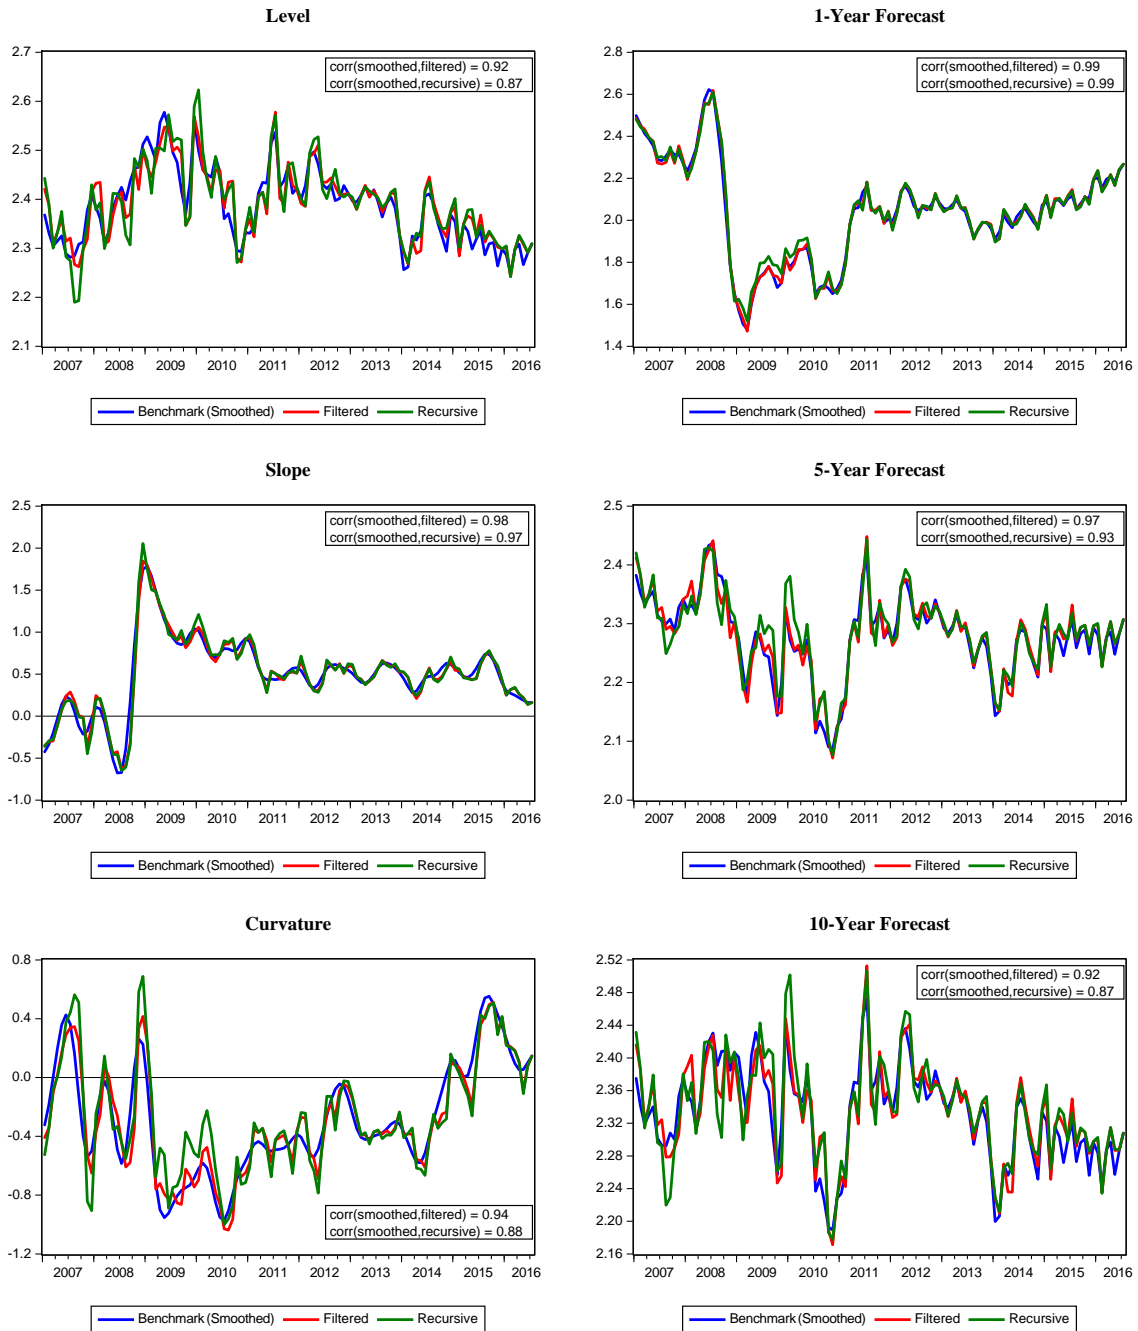 Level
2.7
2.6
2.5
2.4
2.3
2.2
2.1
corr(smoothed,filtered) = 0.92
corr(smoothed,recursive) = 0.87
2007 2008 2009 2010 2011 2012 2013 2014 2015 2016
Benchmark (Smoothed) Filtered Recursive
1-Year Forecast
2.8
2.6
2.4
2.2
2.0
1.8
1.6
1.4
corr(smoothed,filtered) = 0.99
corr(smoothed,recursive) = 0.99
2007 2008 2009 2010 2011 2012 2013 2014 2015 2016
Benchmark (Smoothed) Filtered Recursive
Slope
2.5
2.0
1.5
1.0
0.5
0.0
-0.5
-1.0
corr(smoothed,filtered) = 0.98
corr(smoothed,recursive) = 0.97
2007 2008 2009 2010 2011 2012 2013 2014 2015 2016
Benchmark (Smoothed) Filtered Recursive
5-Year Forecast
2.5
2.4
2.3
2.2
2.1
2.0
corr(smoothed,filtered) = 0.97
corr(smoothed,recursive) = 0.93
2007 2008 2009 2010 2011 2012 2013 2014 2015 2016
Benchmark (Smoothed) Filtered Recursive
Curvature
0.8
0.4
0.0
-0.4
-0.8
-1.2
corr(smoothed,filtered) = 0.94
corr(smoothed,recursive) = 0.88
2007 2008 2009 2010 2011 2012 2013 2014 2015 2016
Benchmark (Smoothed) Filtered Recursive
10-Year Forecast
2.52
2.48
2.44
2.40
2.36
2.32
2.28
2.24
2.20
2.16
corr(smoothed,filtered) = 0.92
corr(smoothed,recursive) = 0.87
2007 2008 2009 2010 2011 2012 2013 2014 2015 2016
Benchmark (Smoothed) Filtered Recursive